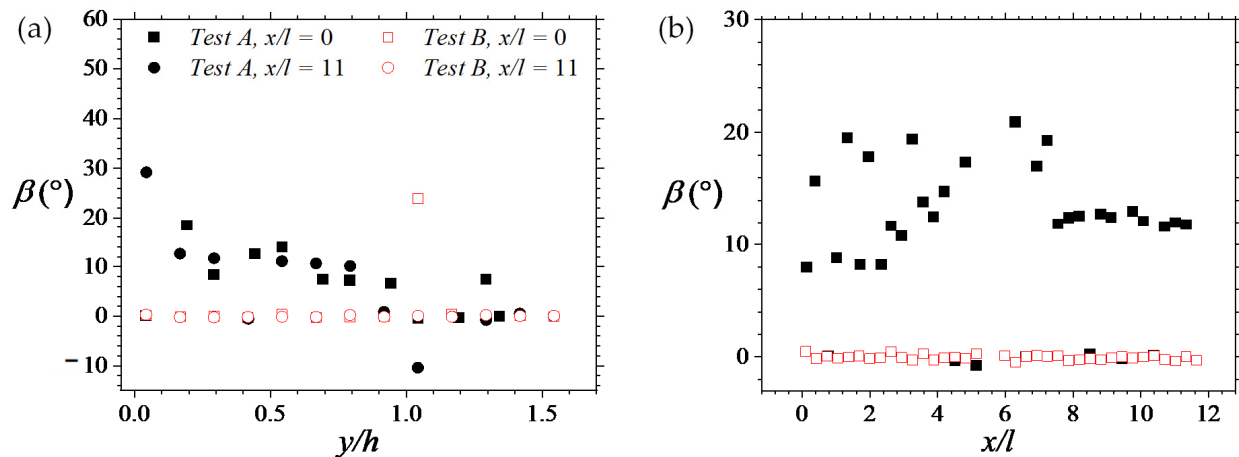 (a)
60
50
40
30
20
10
0
−10
β(°)
Test A, x/l = 0
Test B, x/l = 0
Test A, x/l = 11
Test B, x/l = 11
0.0 0.5 1.0 1.5
y/h
(b)
30
20
10
0
β(°)
0 2 4 6 8 10 12
x/l